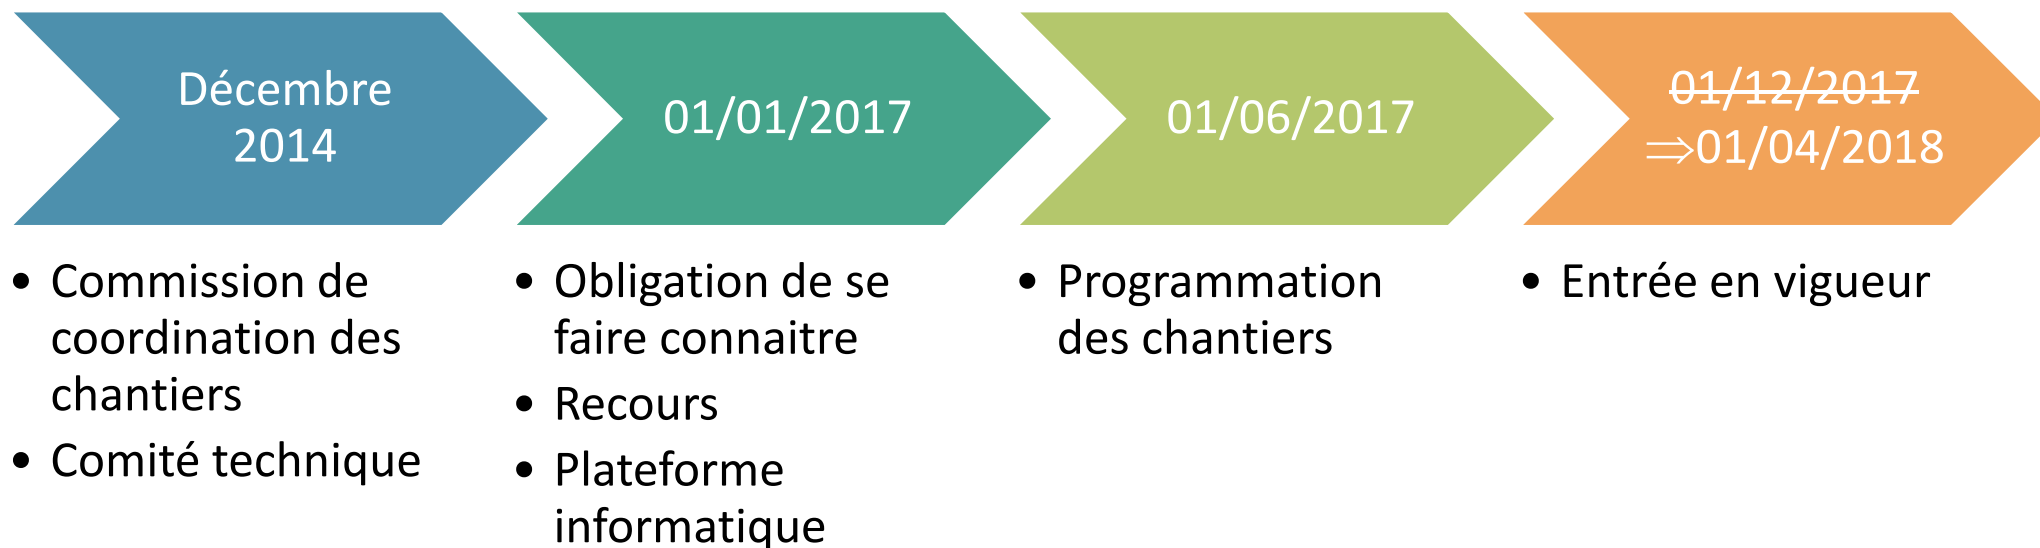 Décembre
2014
01/01/2017
01/06/2017
01/12/2017
⇒01/04/2018
• Commission de
coordination des
chantiers
• Comité technique
• Obligation de se
faire connaitre
• Recours
• Plateforme
informatique
• Programmation
des chantiers
• Entrée en vigueur